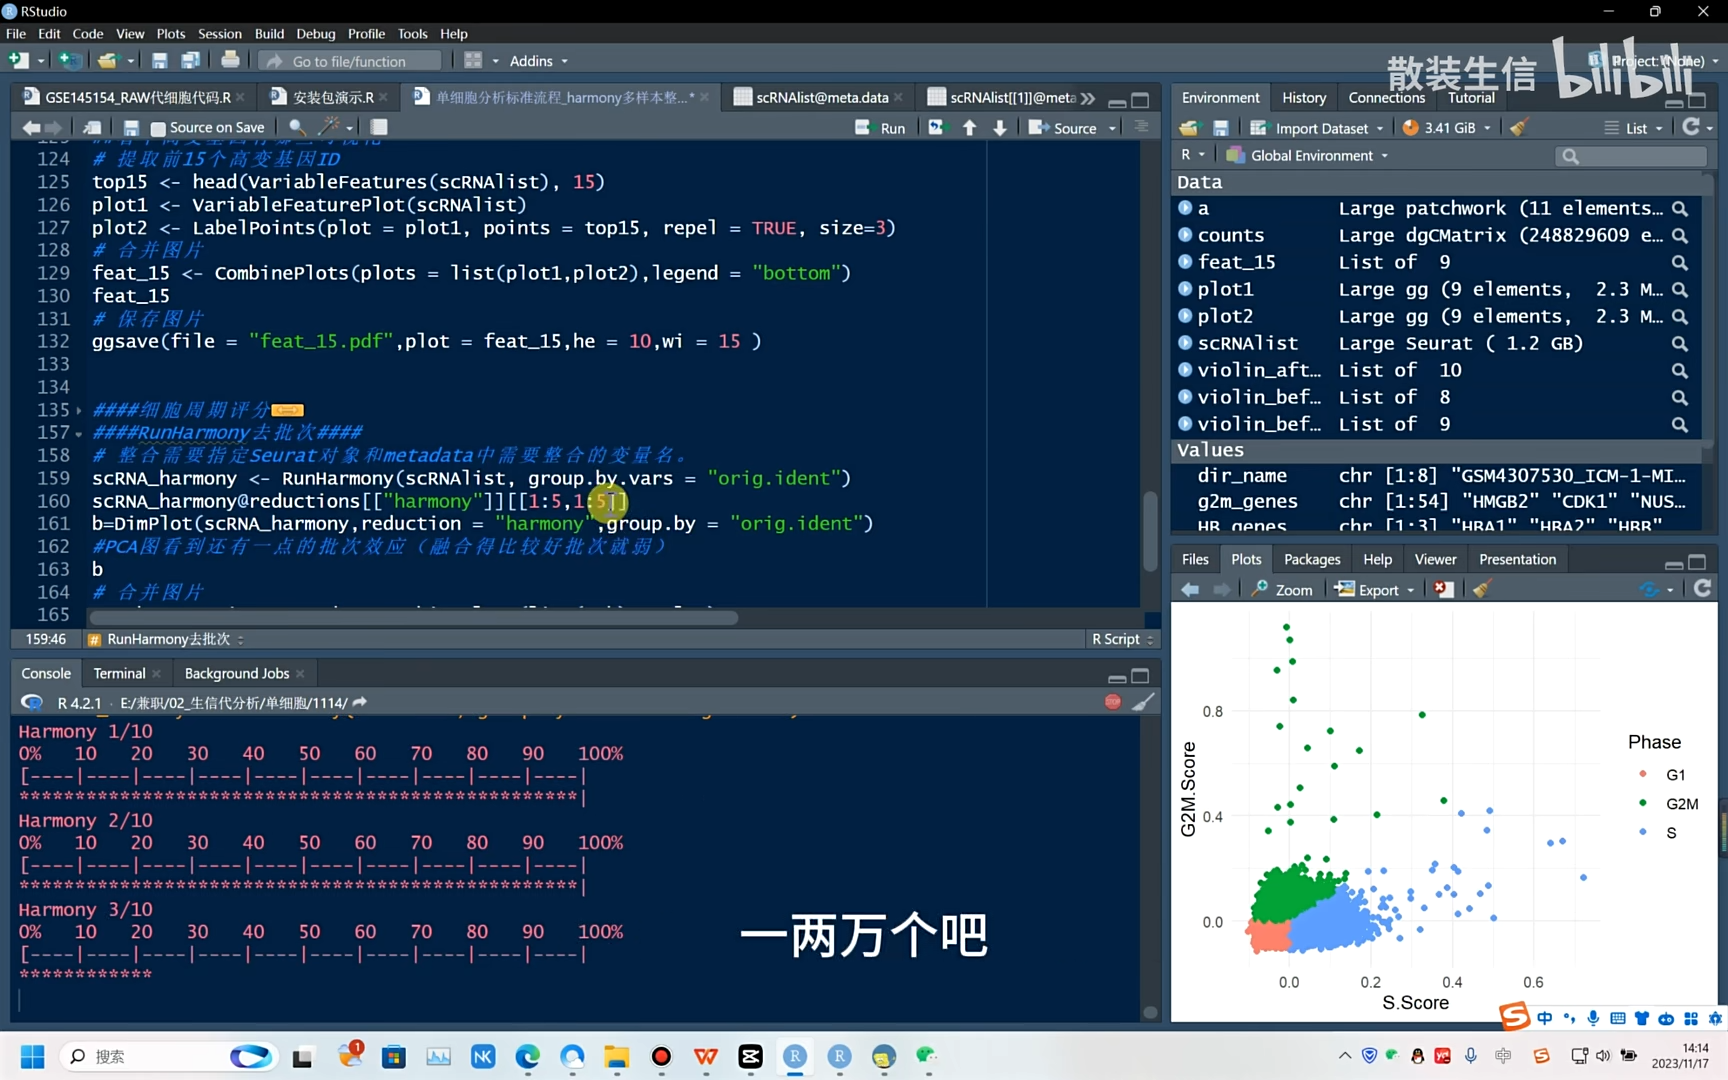 RStudio
File Edit Code View Plots Session Build Debug Profile Tools Help
Go to file/function Addins
Project: (None)
散装生信 bilibili
GSE145154_RAW代细胞代码.R 安装包演示.R 单细胞分析标准流程_harmony多样本整...* scRNAlist@meta.data scRNAlist[[1]]@meta
Source on Save Run Source
124 # 提取前15个高变基因ID
125 top15 <- head(VariableFeatures(scRNAlist), 15)
126 plot1 <- VariableFeaturePlot(scRNAlist)
127 plot2 <- LabelPoints(plot = plot1, points = top15, repel = TRUE, size=3)
128 # 合并图片
129 feat_15 <- CombinePlots(plots = list(plot1,plot2),legend = "bottom")
130 feat_15
131 # 保存图片
132 ggsave(file = "feat_15.pdf",plot = feat_15,he = 10,wi = 15 )
133
134
135 ####细胞周期评分
157 ####RunHarmony去批次####
158 # 整合需要指定Seurat对象和metadata中需要整合的变量名。
159 scRNA_harmony <- RunHarmony(scRNAlist, group.by.vars = "orig.ident")
160 scRNA_harmony@reductions[["harmony"]][[1:5,1:5]]
161 b=DimPlot(scRNA_harmony,reduction = "harmony",group.by = "orig.ident")
162 #PCA图看到还有一点的批次效应（融合得比较好批次就弱）
163 b
164 # 合并图片
165
159:46 RunHarmony去批次 R Script
Console Terminal Background Jobs
R 4.2.1 · E:/兼职/02_生信代分析/单细胞/1114/
Harmony 1/10
0% 10 20 30 40 50 60 70 80 90 100%
[----|----|----|----|----|----|----|----|----|----|
**************************************************|
Harmony 2/10
0% 10 20 30 40 50 60 70 80 90 100%
[----|----|----|----|----|----|----|----|----|----|
**************************************************|
Harmony 3/10
0% 10 20 30 40 50 60 70 80 90 100%
[----|----|----|----|----|----|----|----|----|----|
************
一两万个吧
Environment History Connections Tutorial
Import Dataset 3.41 GiB List
R Global Environment
Data
a Large patchwork (11 elements...
counts Large dgCMatrix (248829609 e...
feat_15 List of 9
plot1 Large gg (9 elements, 2.3 M...
plot2 Large gg (9 elements, 2.3 M...
scRNAlist Large Seurat ( 1.2 GB)
violin_aft... List of 10
violin_bef... List of 8
violin_bef... List of 9
Values
dir_name chr [1:8] "GSM4307530_ICM-1-MI...
g2m_genes chr [1:54] "HMGB2" "CDK1" "NUS...
HB_genes chr [1:3] "HBA1" "HBA2" "HBB"
Files Plots Packages Help Viewer Presentation
Zoom Export
0.8
0.4
0.0
G2M.Score
0.0 0.2 0.4 0.6
S.Score
Phase
G1
G2M
S
中
搜索
中
14:14
2023/11/17